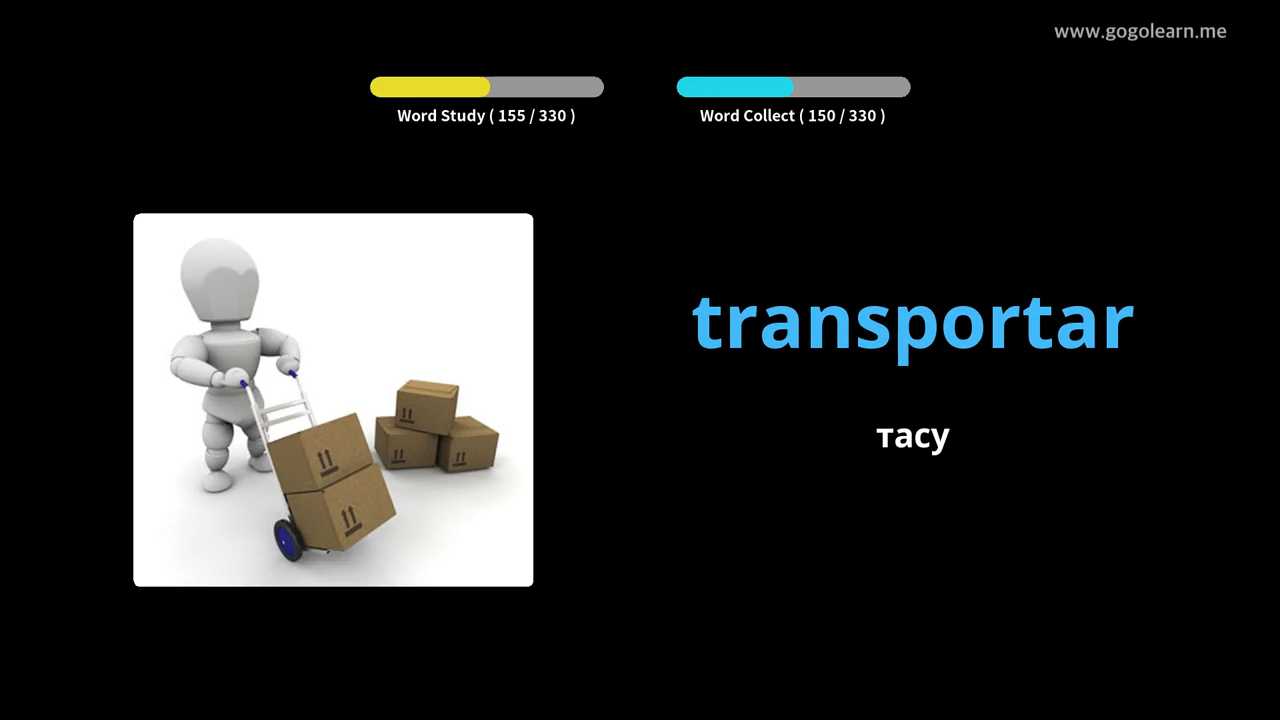 www.gogolearn.me
Word Study ( 155 / 330 )
Word Collect ( 150 / 330 )
transportar
тасу